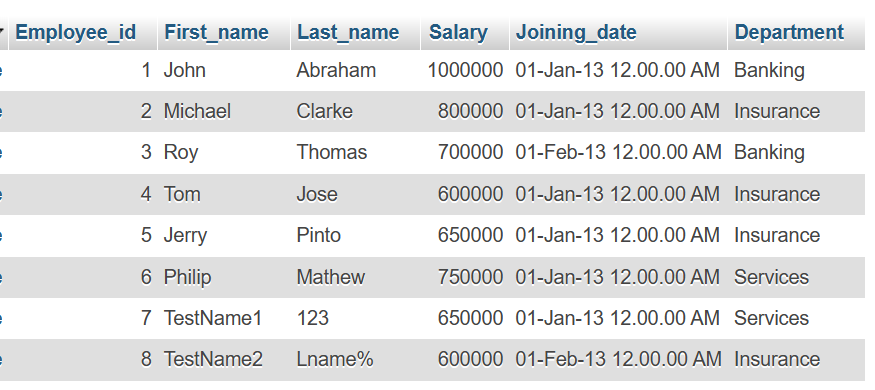 Employee_id First_name Last_name Salary Joining_date Department
1 John Abraham 1000000 01-Jan-13 12.00.00 AM Banking
2 Michael Clarke 800000 01-Jan-13 12.00.00 AM Insurance
3 Roy Thomas 700000 01-Feb-13 12.00.00 AM Banking
4 Tom Jose 600000 01-Jan-13 12.00.00 AM Insurance
5 Jerry Pinto 650000 01-Jan-13 12.00.00 AM Insurance
6 Philip Mathew 750000 01-Jan-13 12.00.00 AM Services
7 TestName1 123 650000 01-Jan-13 12.00.00 AM Services
8 TestName2 Lname% 600000 01-Feb-13 12.00.00 AM Insurance